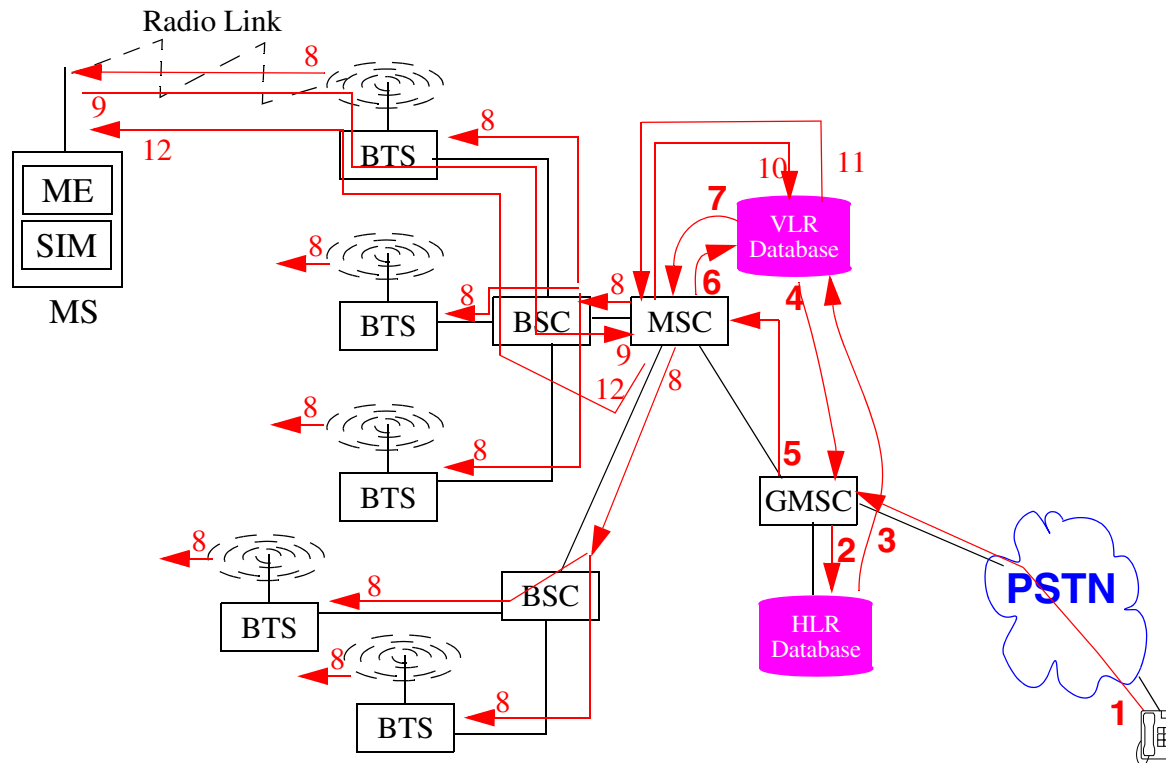 Radio Link
8
9
12
8
BTS
ME
SIM
MS
10
11
7
VLR
Database
6
4
8
8
8
BTS
BSC
MSC
9
12
8
8
8
BTS
5
GMSC
2
3
8
8
BTS
BSC
PSTN
HLR
Database
8
8
BTS
1